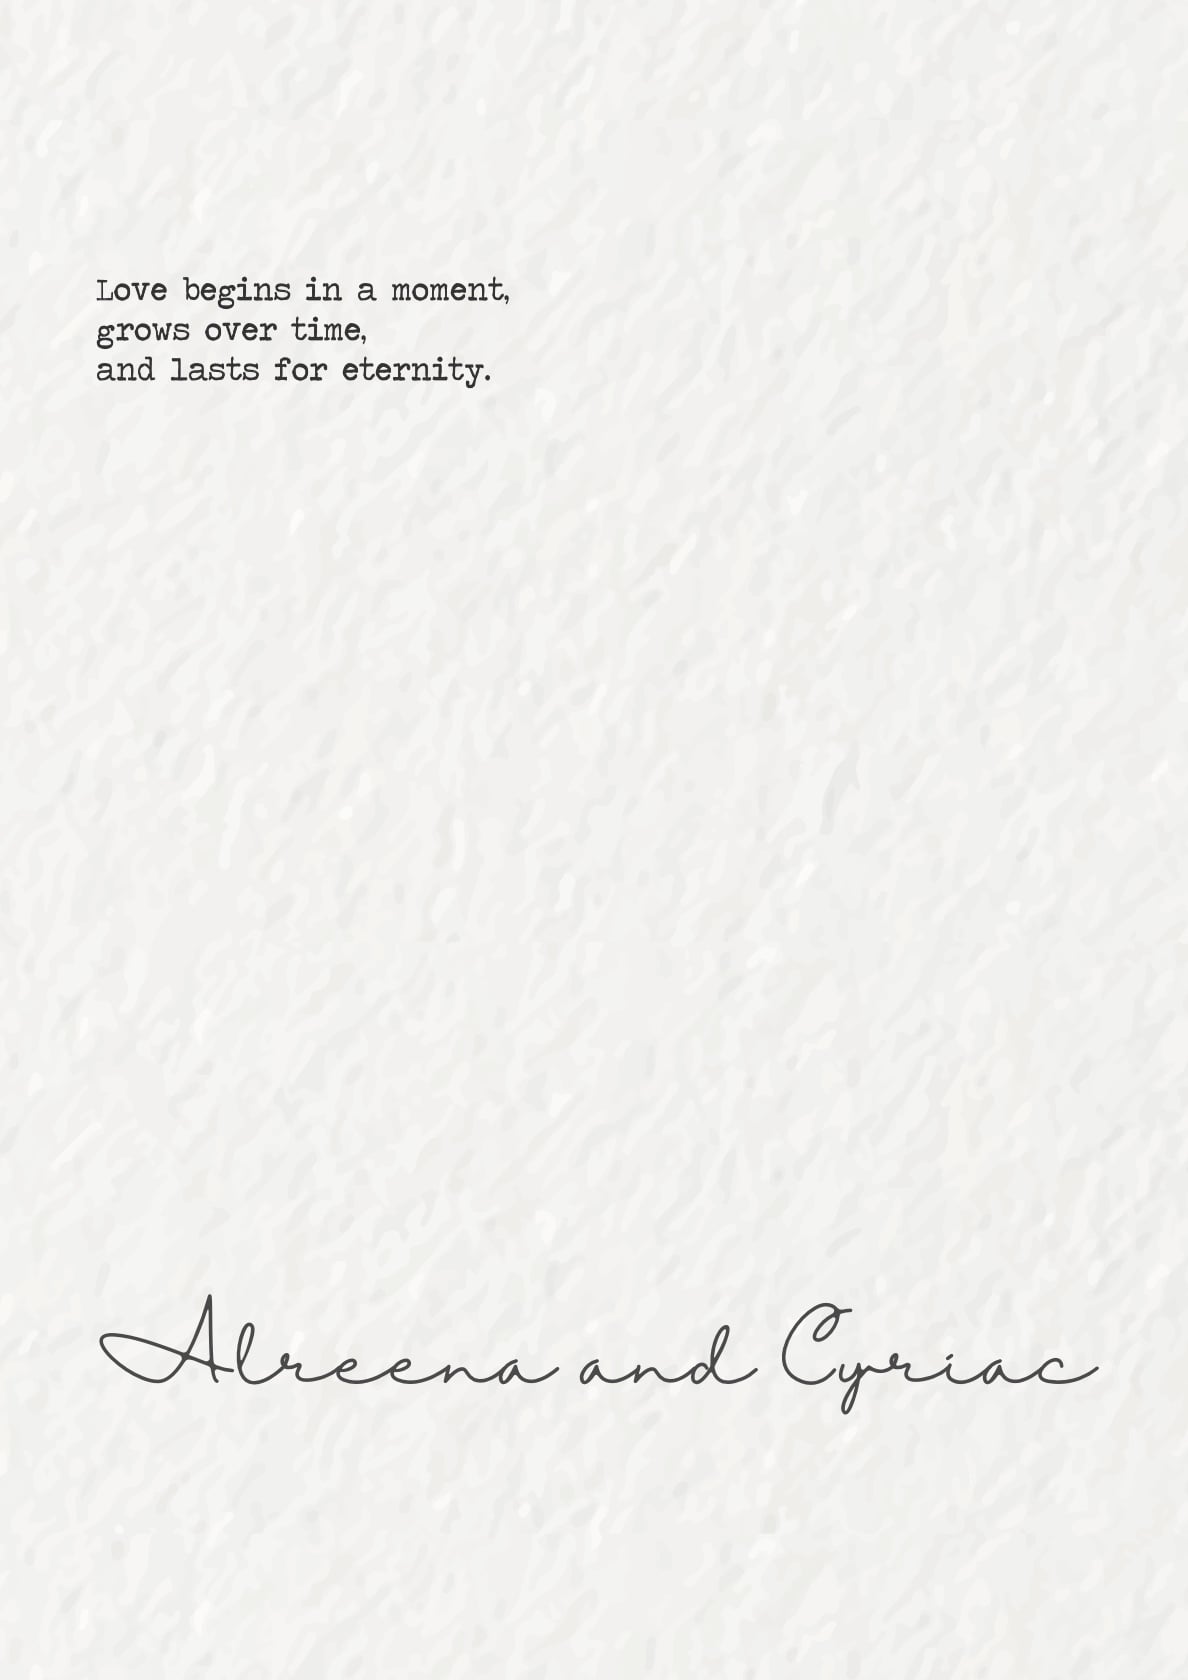 Love begins in a moment,
grows over time,
and lasts for eternity.
Alreena and Cyriac